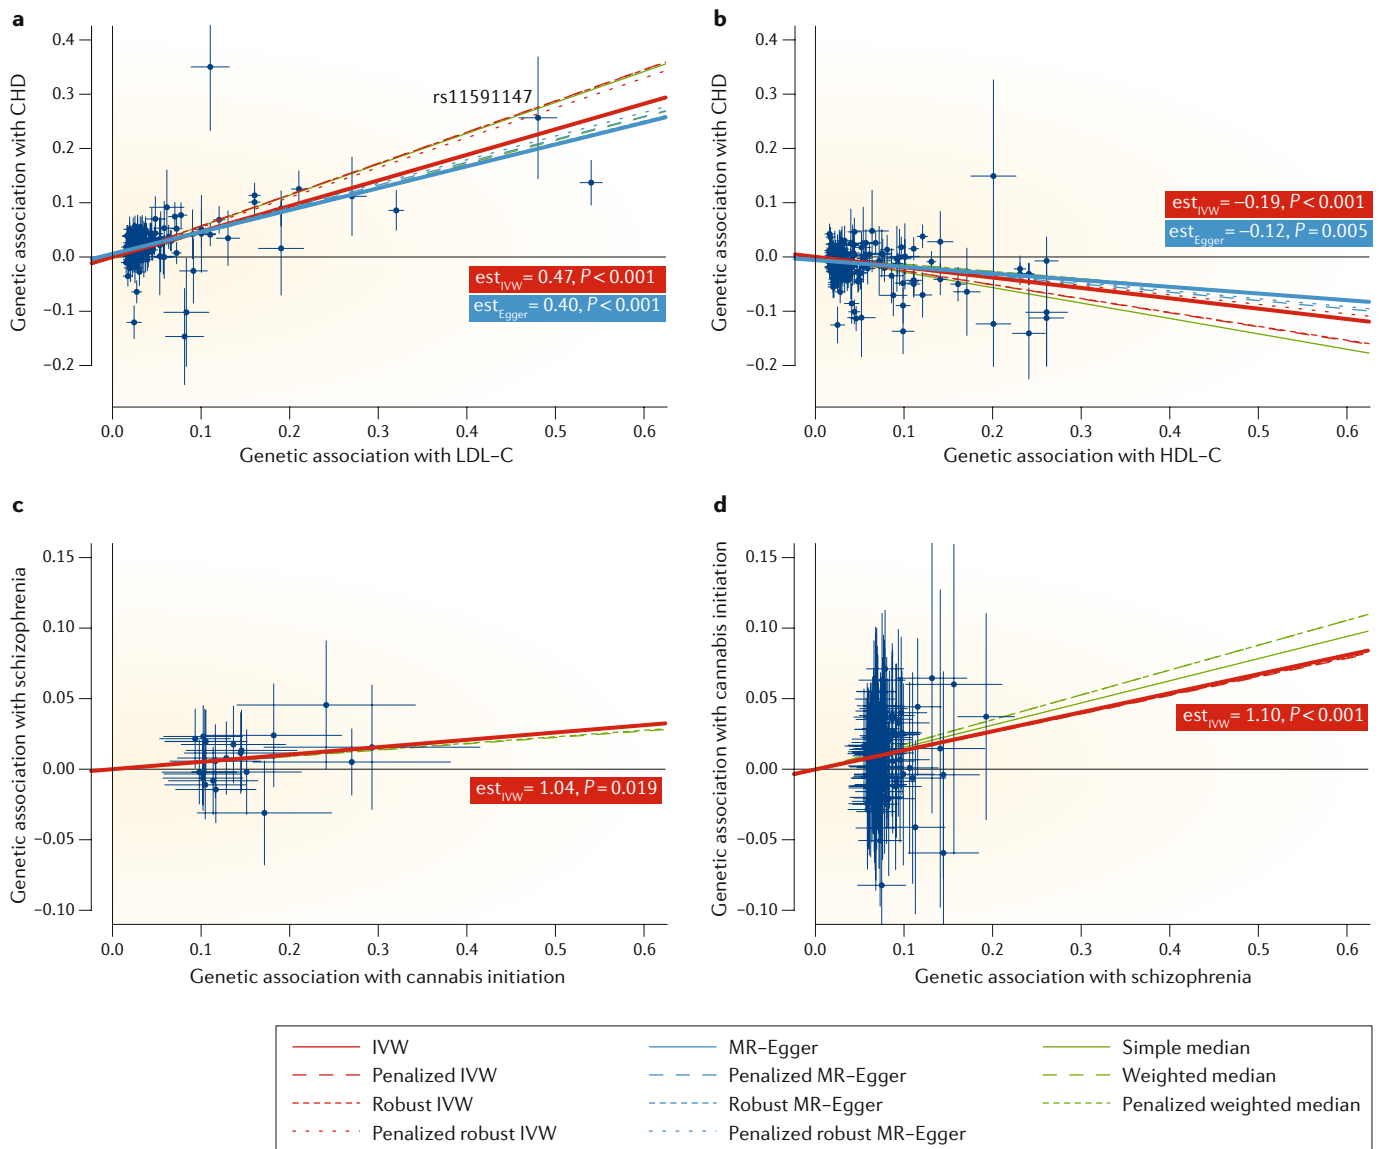 a
Genetic association with CHD
0.4
0.3
0.2
0.1
0.0
−0.1
−0.2
rs11591147
est_IVW = 0.47, P < 0.001
est_Egger = 0.40, P < 0.001
0.0 0.1 0.2 0.3 0.4 0.5 0.6
Genetic association with LDL–C
b
Genetic association with CHD
0.4
0.3
0.2
0.1
0.0
−0.1
−0.2
est_IVW = −0.19, P < 0.001
est_Egger = −0.12, P = 0.005
0.0 0.1 0.2 0.3 0.4 0.5 0.6
Genetic association with HDL–C
c
Genetic association with schizophrenia
0.15
0.10
0.05
0.00
−0.05
−0.10
est_IVW = 1.04, P = 0.019
0.0 0.1 0.2 0.3 0.4 0.5 0.6
Genetic association with cannabis initiation
d
Genetic association with cannabis initiation
0.15
0.10
0.05
0.00
−0.05
−0.10
est_IVW = 1.10, P < 0.001
0.0 0.1 0.2 0.3 0.4 0.5 0.6
Genetic association with schizophrenia
IVW
Penalized IVW
Robust IVW
Penalized robust IVW
MR–Egger
Penalized MR–Egger
Robust MR–Egger
Penalized robust MR–Egger
Simple median
Weighted median
Penalized weighted median